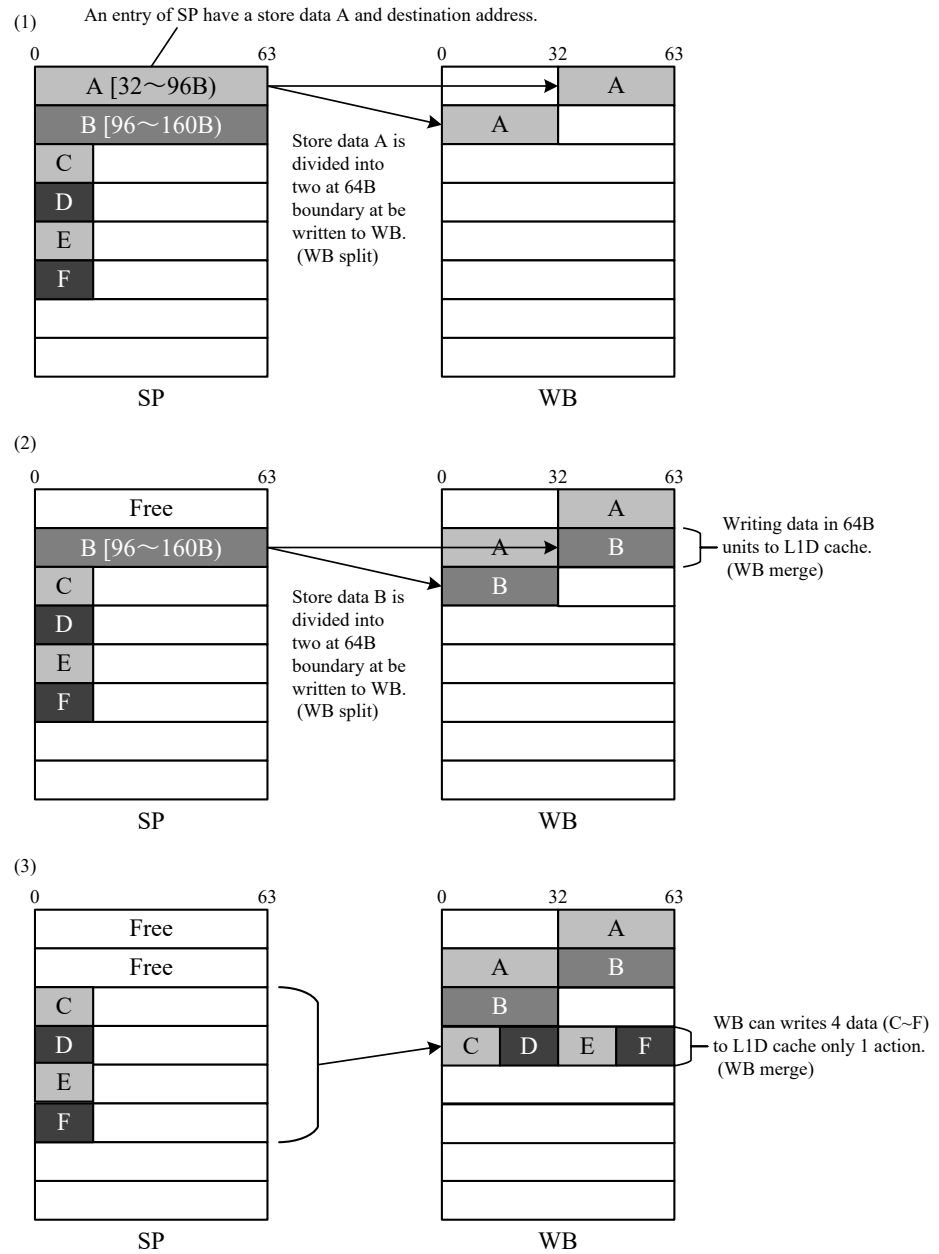 (1)
An entry of SP have a store data A and destination address.
0 63 0 32 63
A [32～96B) A
B [96～160B) A
C
D
E
F
Store data A is
divided into
two at 64B
boundary at be
written to WB.
(WB split)
SP WB
(2)
0 63 0 32 63
Free A
B [96～160B) A B
C B
D
E
F
Writing data in 64B
units to L1D cache.
(WB merge)
Store data B is
divided into
two at 64B
boundary at be
written to WB.
(WB split)
SP WB
(3)
0 63 0 32 63
Free A
Free A B
C B
D C D E F
E
F
WB can writes 4 data (C~F)
to L1D cache only 1 action.
(WB merge)
SP WB